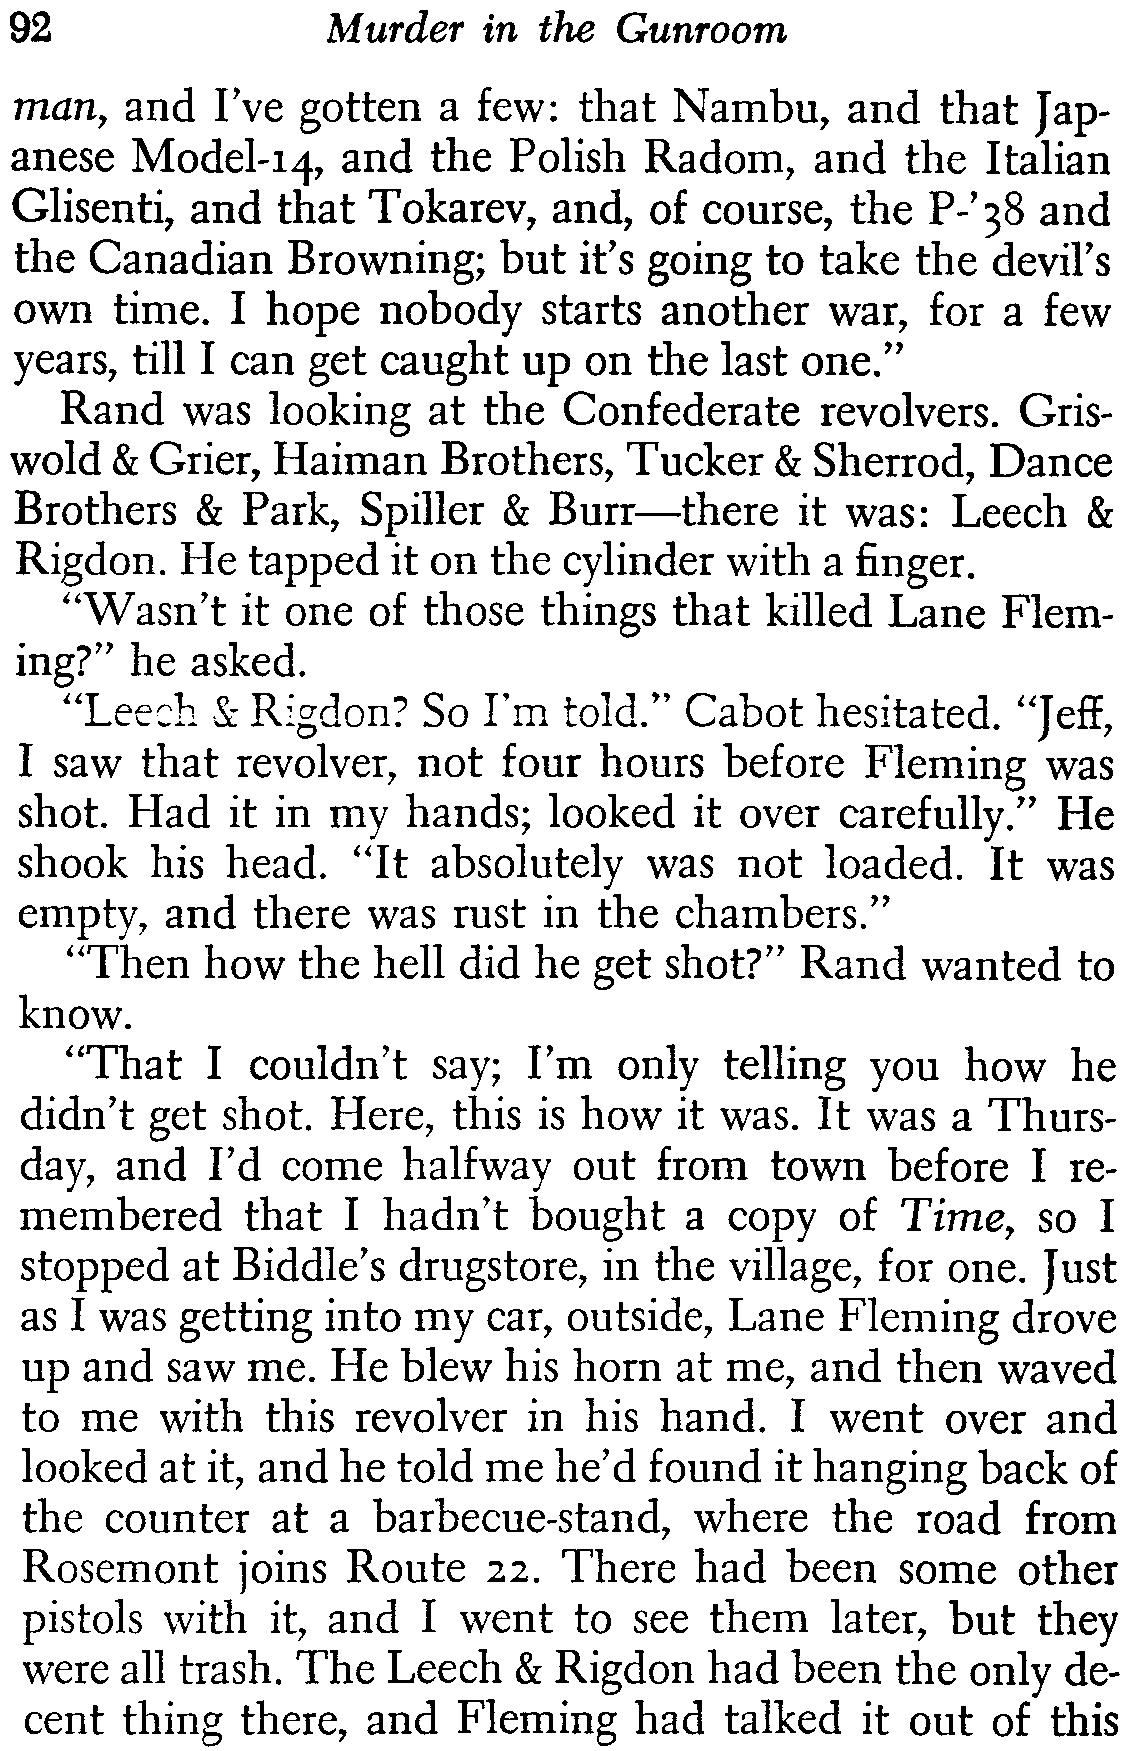 92 Murder in the Gunroom
man, and I've gotten a few: that Nambu, and that Jap-
anese Model-14, and the Polish Radom, and the Italian
Glisenti, and that Tokarev, and, of course, the P-'38 and
the Canadian Browning; but it's going to take the devil's
own time. I hope nobody starts another war, for a few
years, till I can get caught up on the last one.”
Rand was looking at the Confederate revolvers. Gris-
wold & Grier, Haiman Brothers, Tucker & Sherrod, Dance
Brothers & Park, Spiller & Burr—there it was: Leech &
Rigdon. He tapped it on the cylinder with a finger.
“Wasn't it one of those things that killed Lane Flem-
ing?” he asked.
“Leech & Rigdon? So I'm told.” Cabot hesitated. “Jeff,
I saw that revolver, not four hours before Fleming was
shot. Had it in my hands; looked it over carefully.” He
shook his head. “It absolutely was not loaded. It was
empty, and there was rust in the chambers.”
“Then how the hell did he get shot?” Rand wanted to
know.
“That I couldn't say; I'm only telling you how he
didn't get shot. Here, this is how it was. It was a Thurs-
day, and I'd come halfway out from town before I re-
membered that I hadn't bought a copy of Time, so I
stopped at Biddle's drugstore, in the village, for one. Just
as I was getting into my car, outside, Lane Fleming drove
up and saw me. He blew his horn at me, and then waved
to me with this revolver in his hand. I went over and
looked at it, and he told me he'd found it hanging back of
the counter at a barbecue-stand, where the road from
Rosemont joins Route 22. There had been some other
pistols with it, and I went to see them later, but they
were all trash. The Leech & Rigdon had been the only de-
cent thing there, and Fleming had talked it out of this